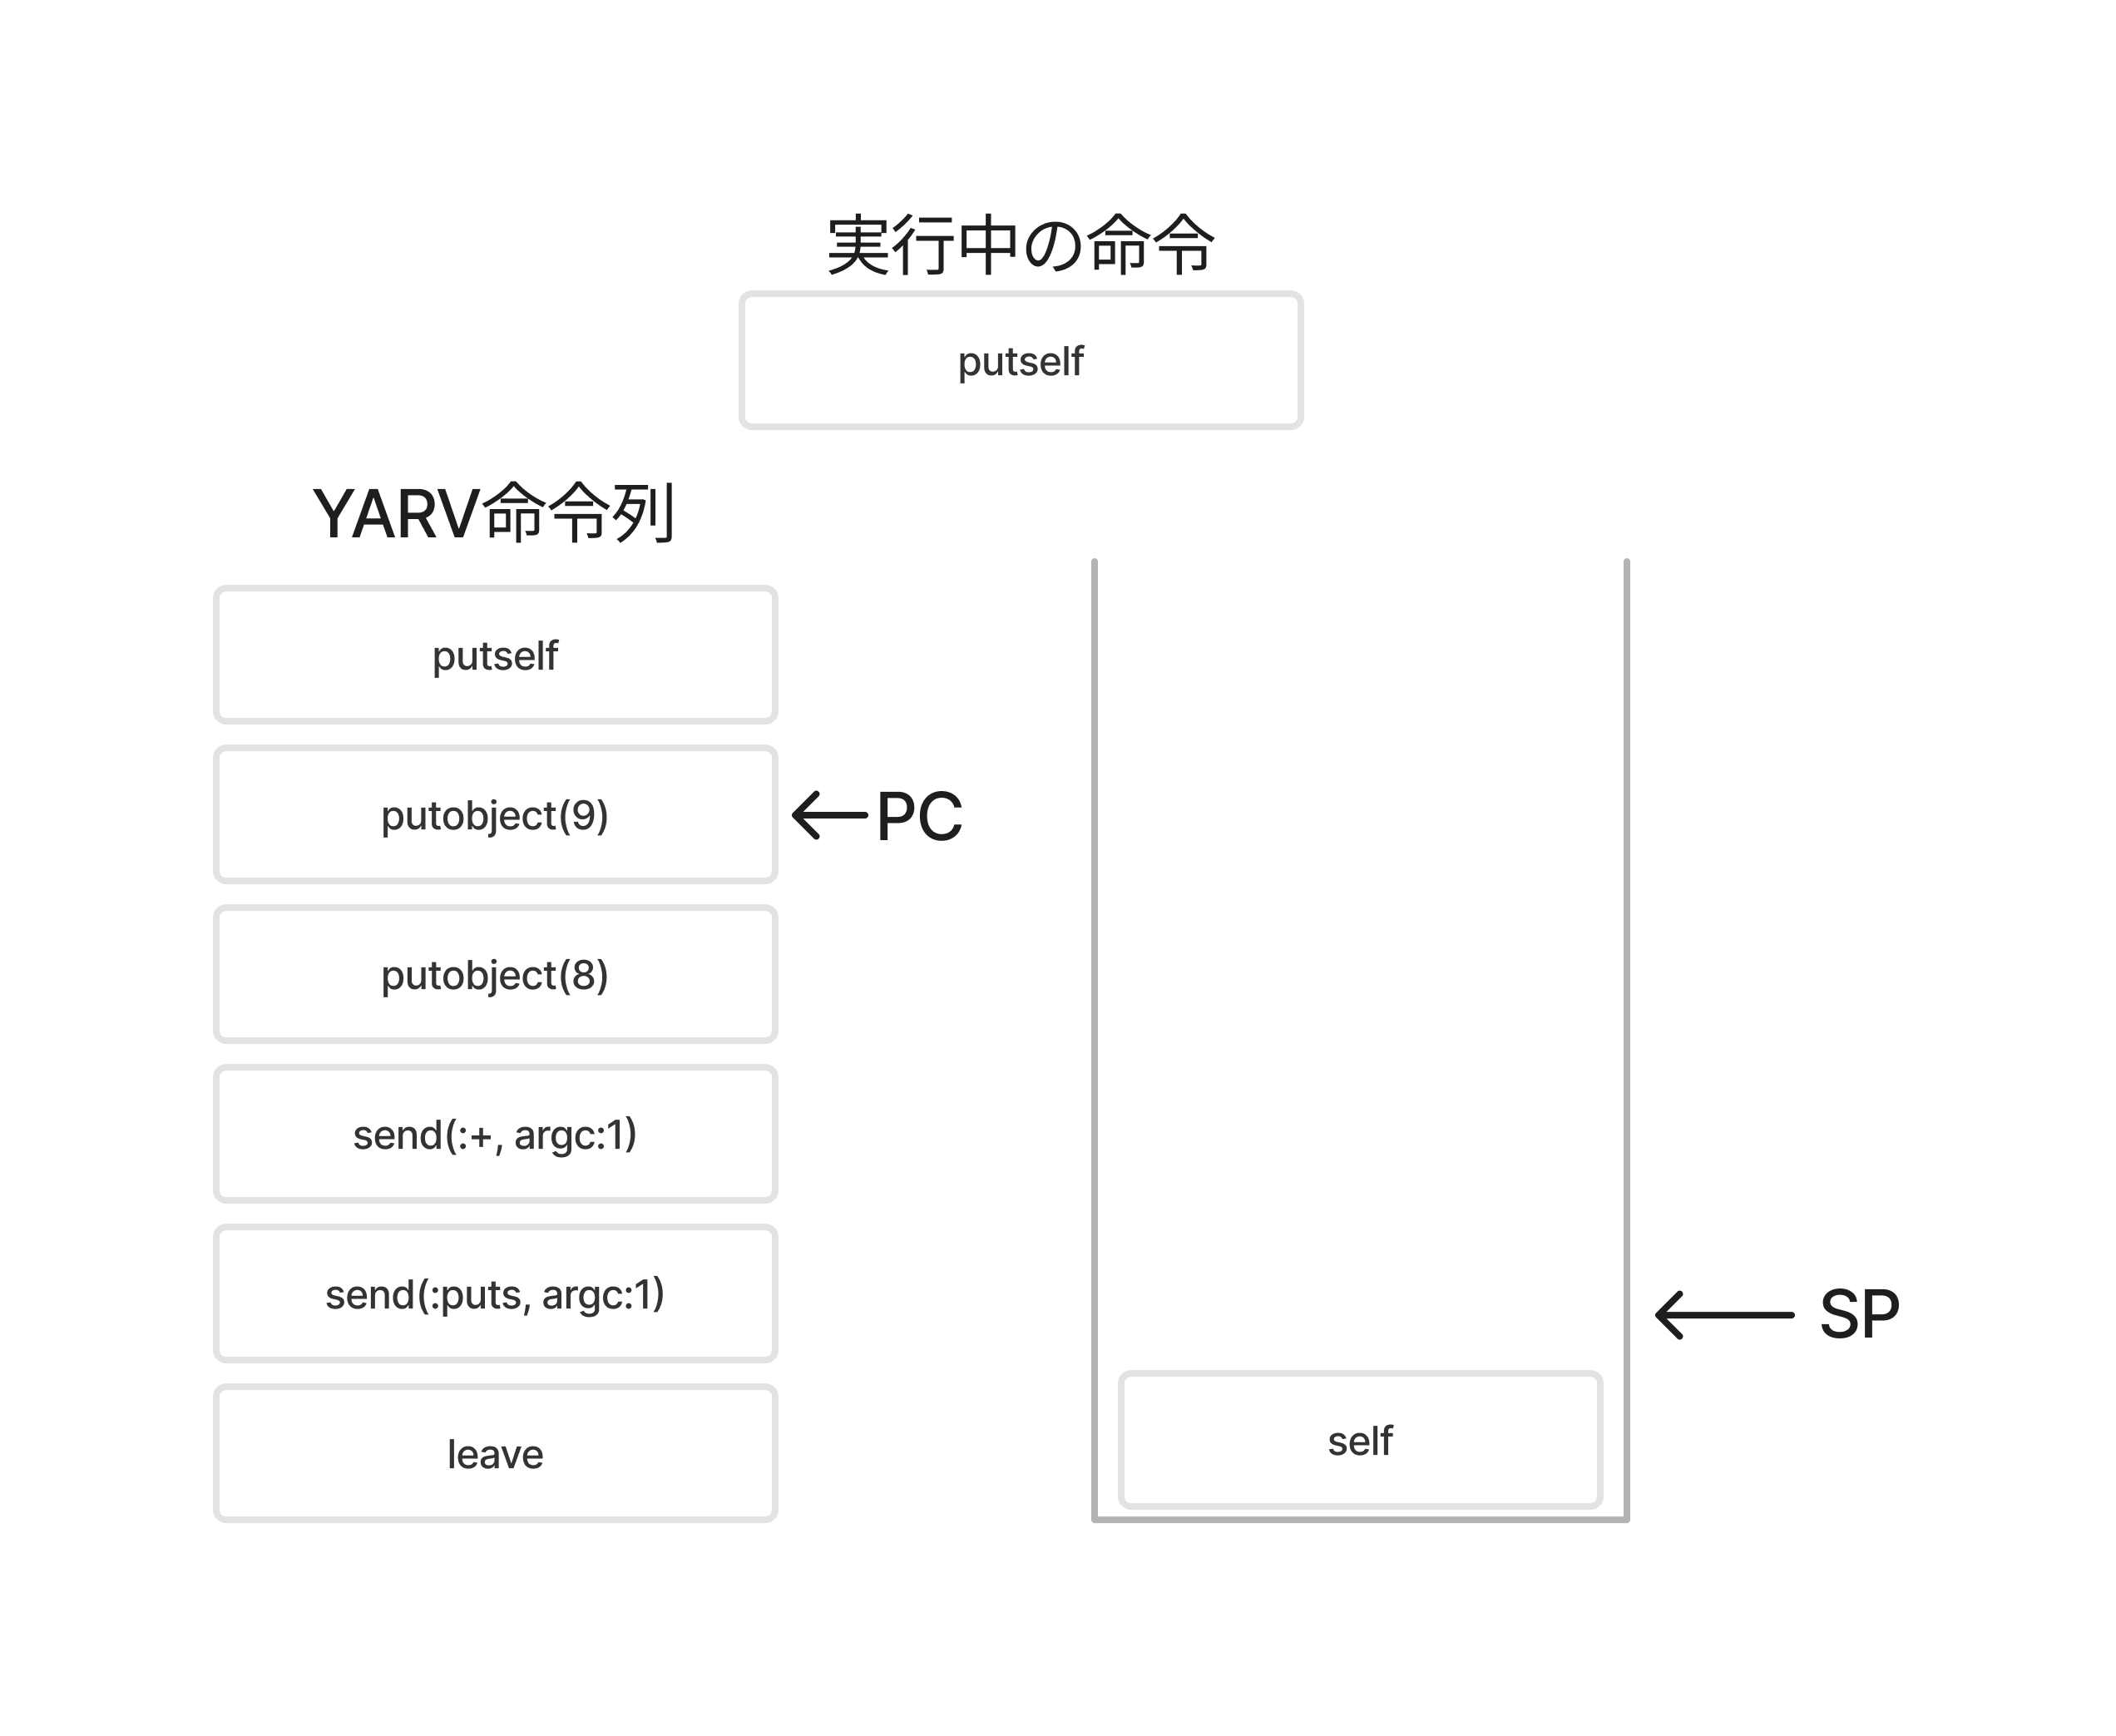 実行中の命令
putself
YARV命令列
putself
putobject(9)
PC
putobject(8)
send(:+, argc:1)
send(:puts, argc:1)
SP
self
leave